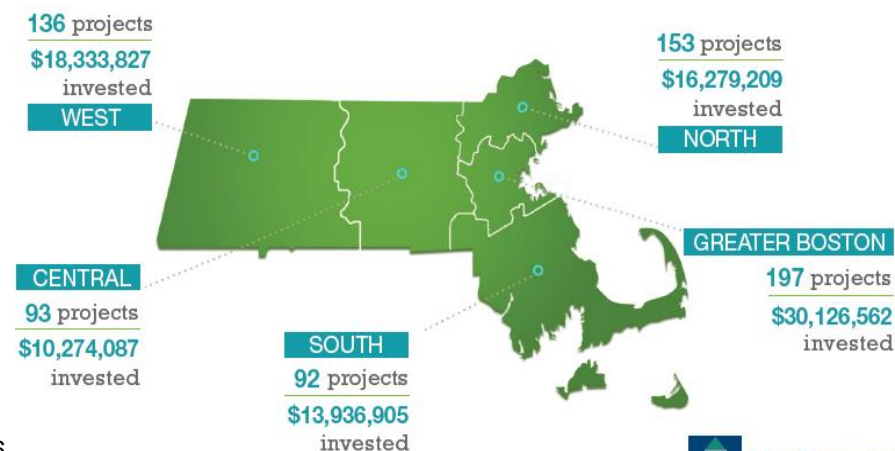 136 projects
$18,333,827
invested
WEST
153 projects
$16,279,209
invested
NORTH
GREATER BOSTON
197 projects
$30,126,562
invested
CENTRAL
93 projects
$10,274,087
invested
SOUTH
92 projects
$13,936,905
invested